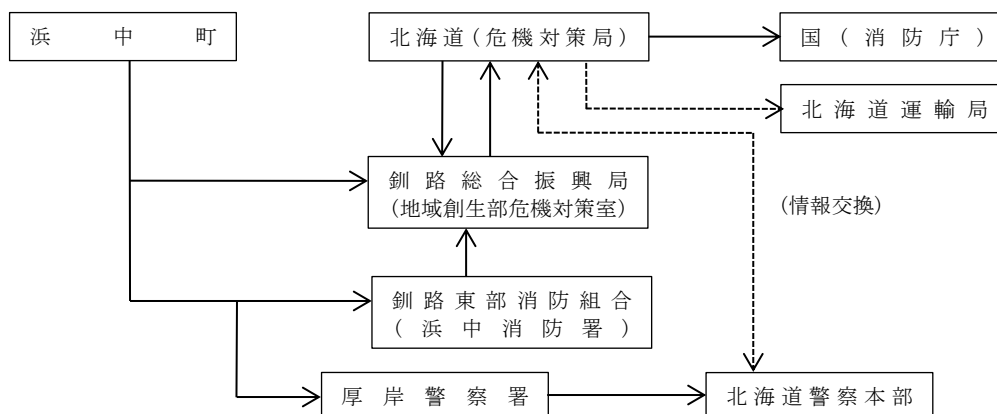 浜中町
北海道(危機対策局)
国(消防庁)
北海道運輸局
釧路総合振興局
(地域創生部危機対策室)
(情報交換)
釧路東部消防組合
(浜中消防署)
厚岸警察署
北海道警察本部